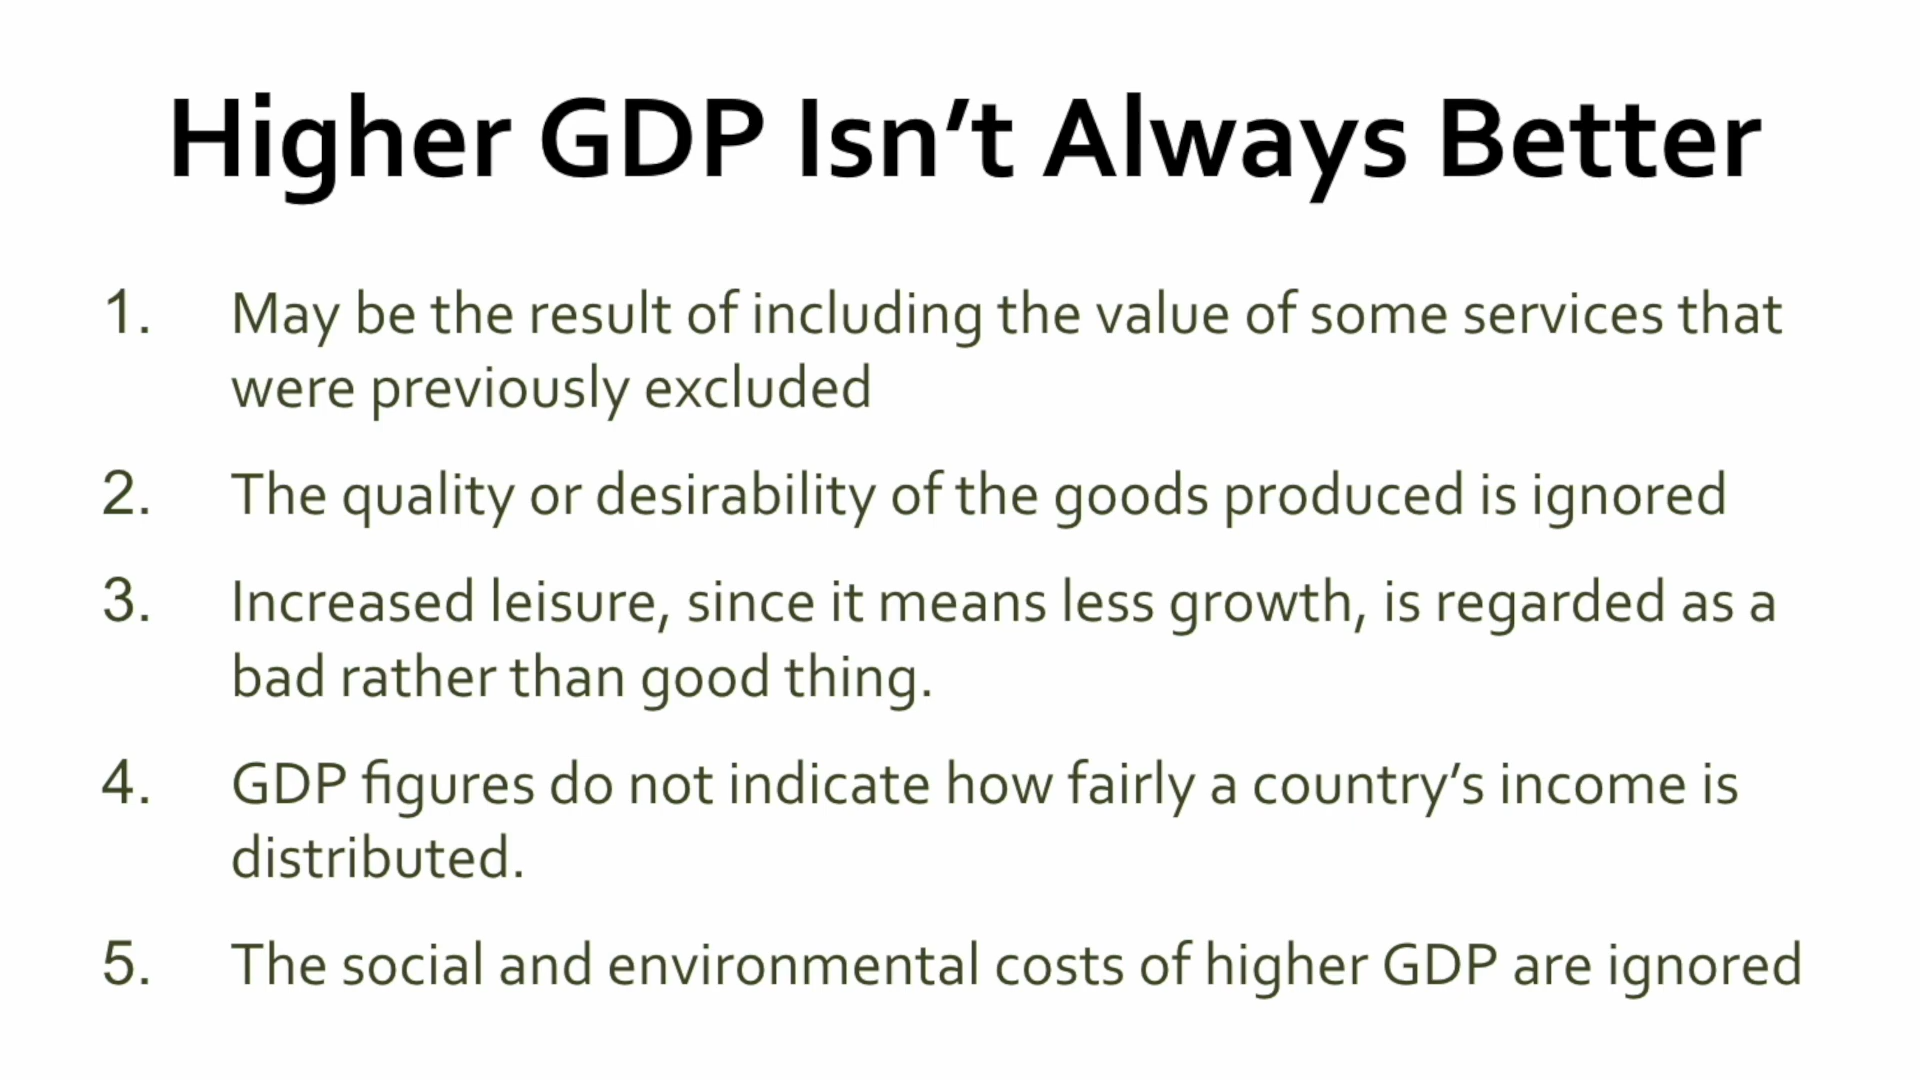 Higher GDP Isn’t Always Better
1. May be the result of including the value of some services that
were previously excluded
2. The quality or desirability of the goods produced is ignored
3. Increased leisure, since it means less growth, is regarded as a
bad rather than good thing.
4. GDP figures do not indicate how fairly a country’s income is
distributed.
5. The social and environmental costs of higher GDP are ignored